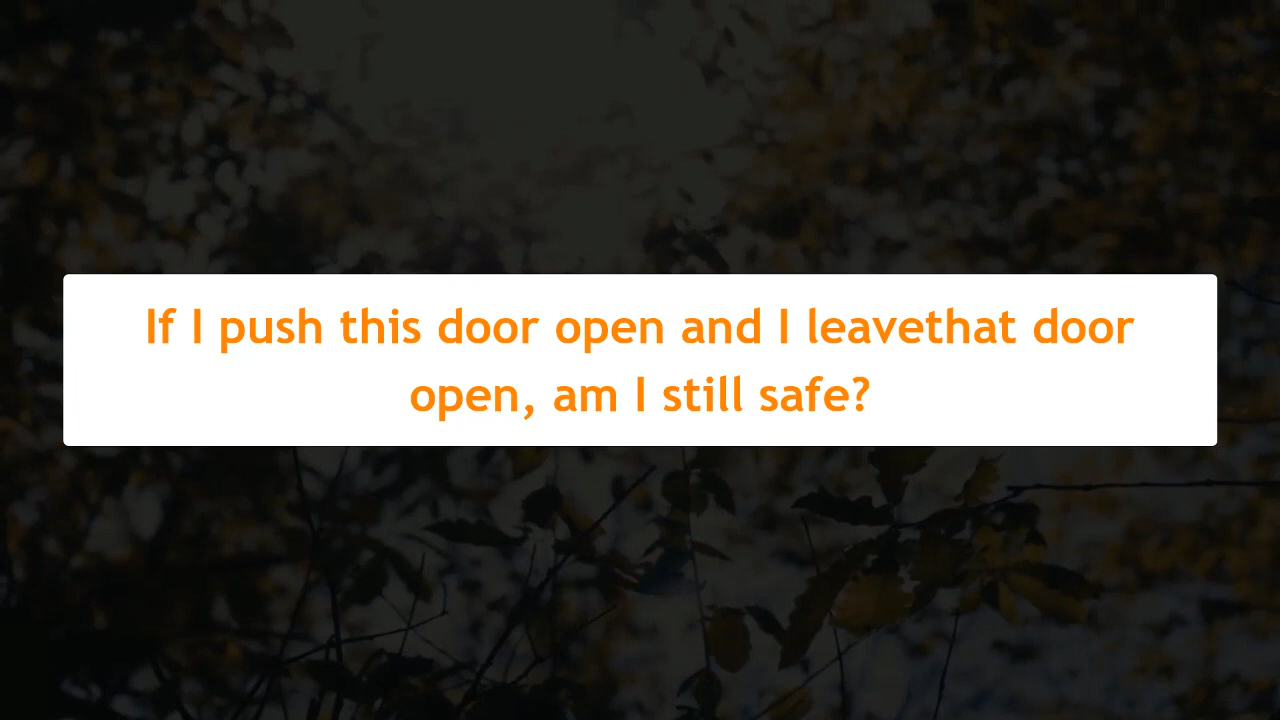 If I push this door open and I leavethat door
open, am I still safe?